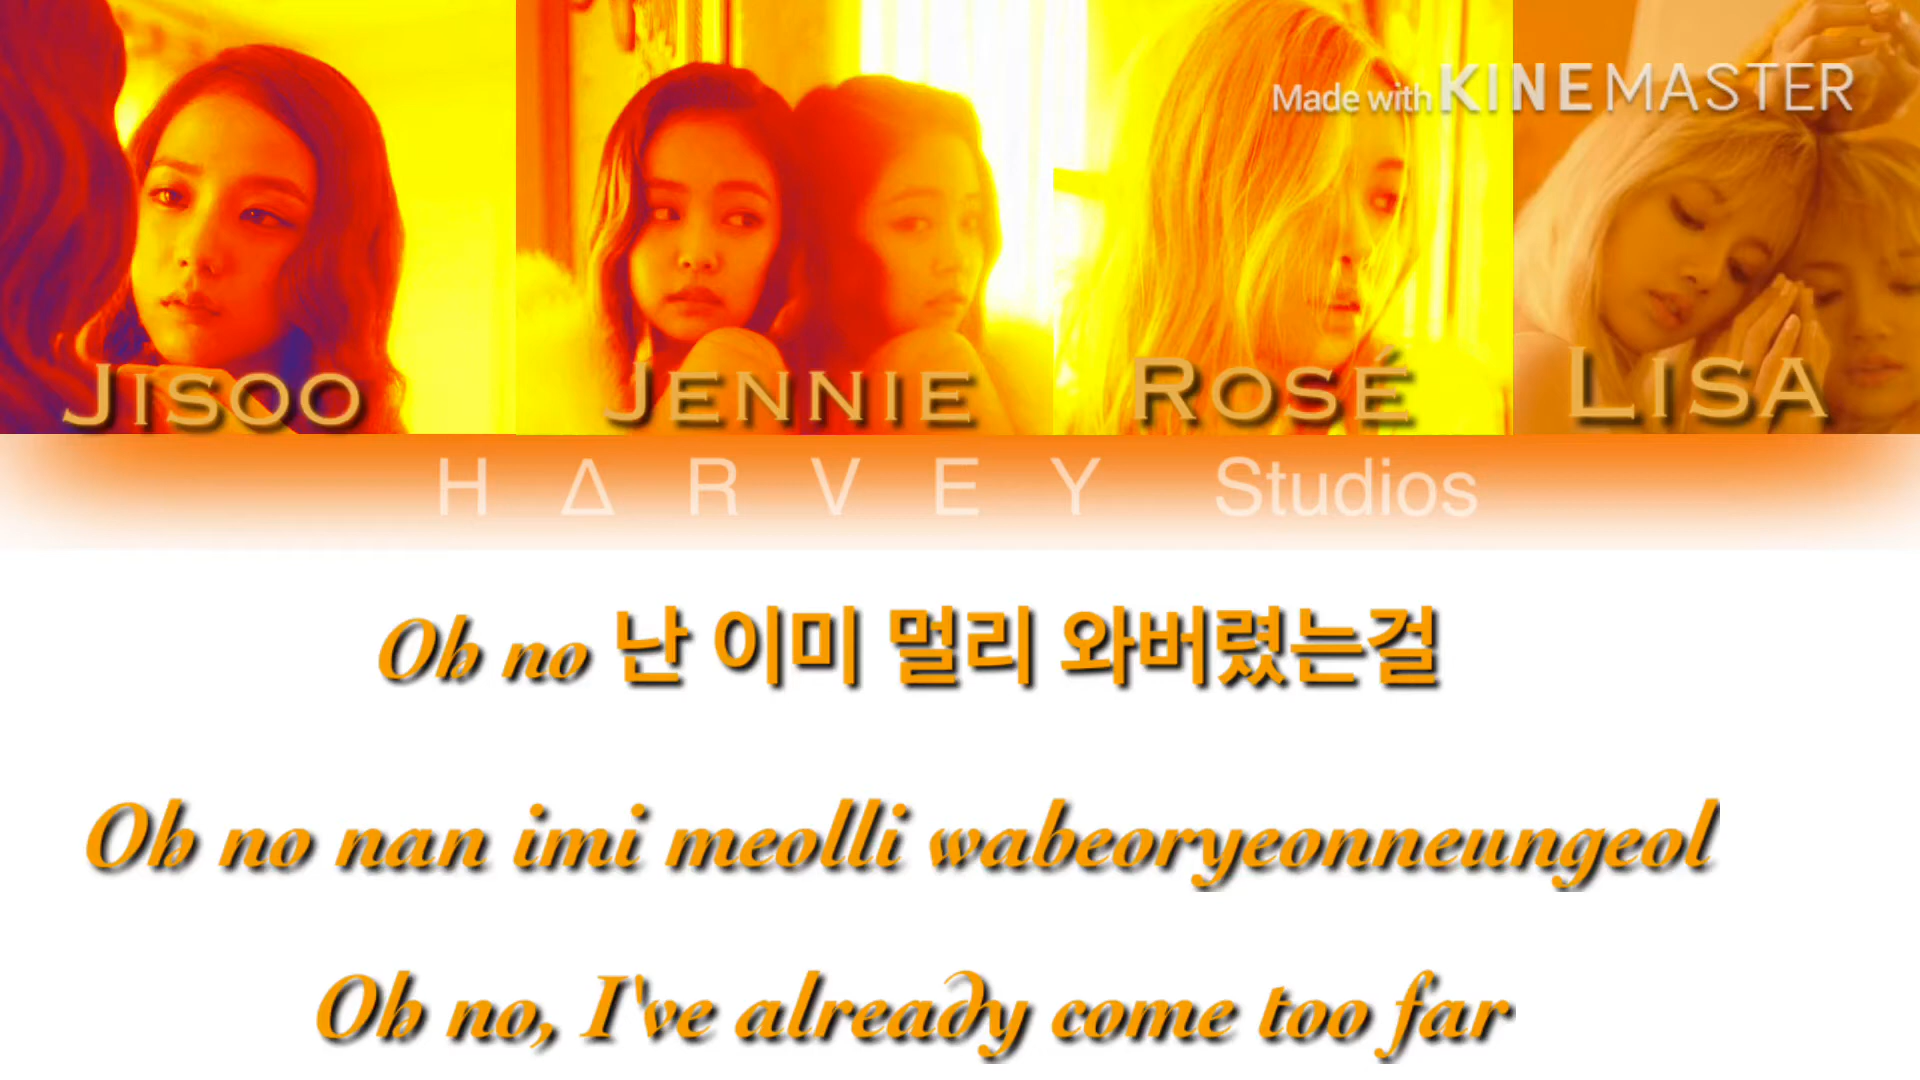 Made with KINEMASTER
Jisoo Jennie Rosé Lisa
H Δ R V E Y Studios
Oh no 난 이미 멀리 와버렸는걸
Oh no nan imi meolli wabeoryeonneungeol
Oh no, I've already come too far